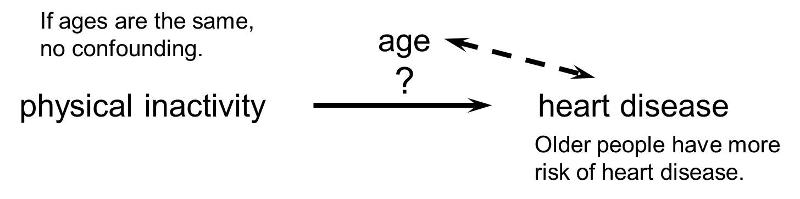 If ages are the same,
no confounding.
age
?
physical inactivity
heart disease
Older people have more
risk of heart disease.